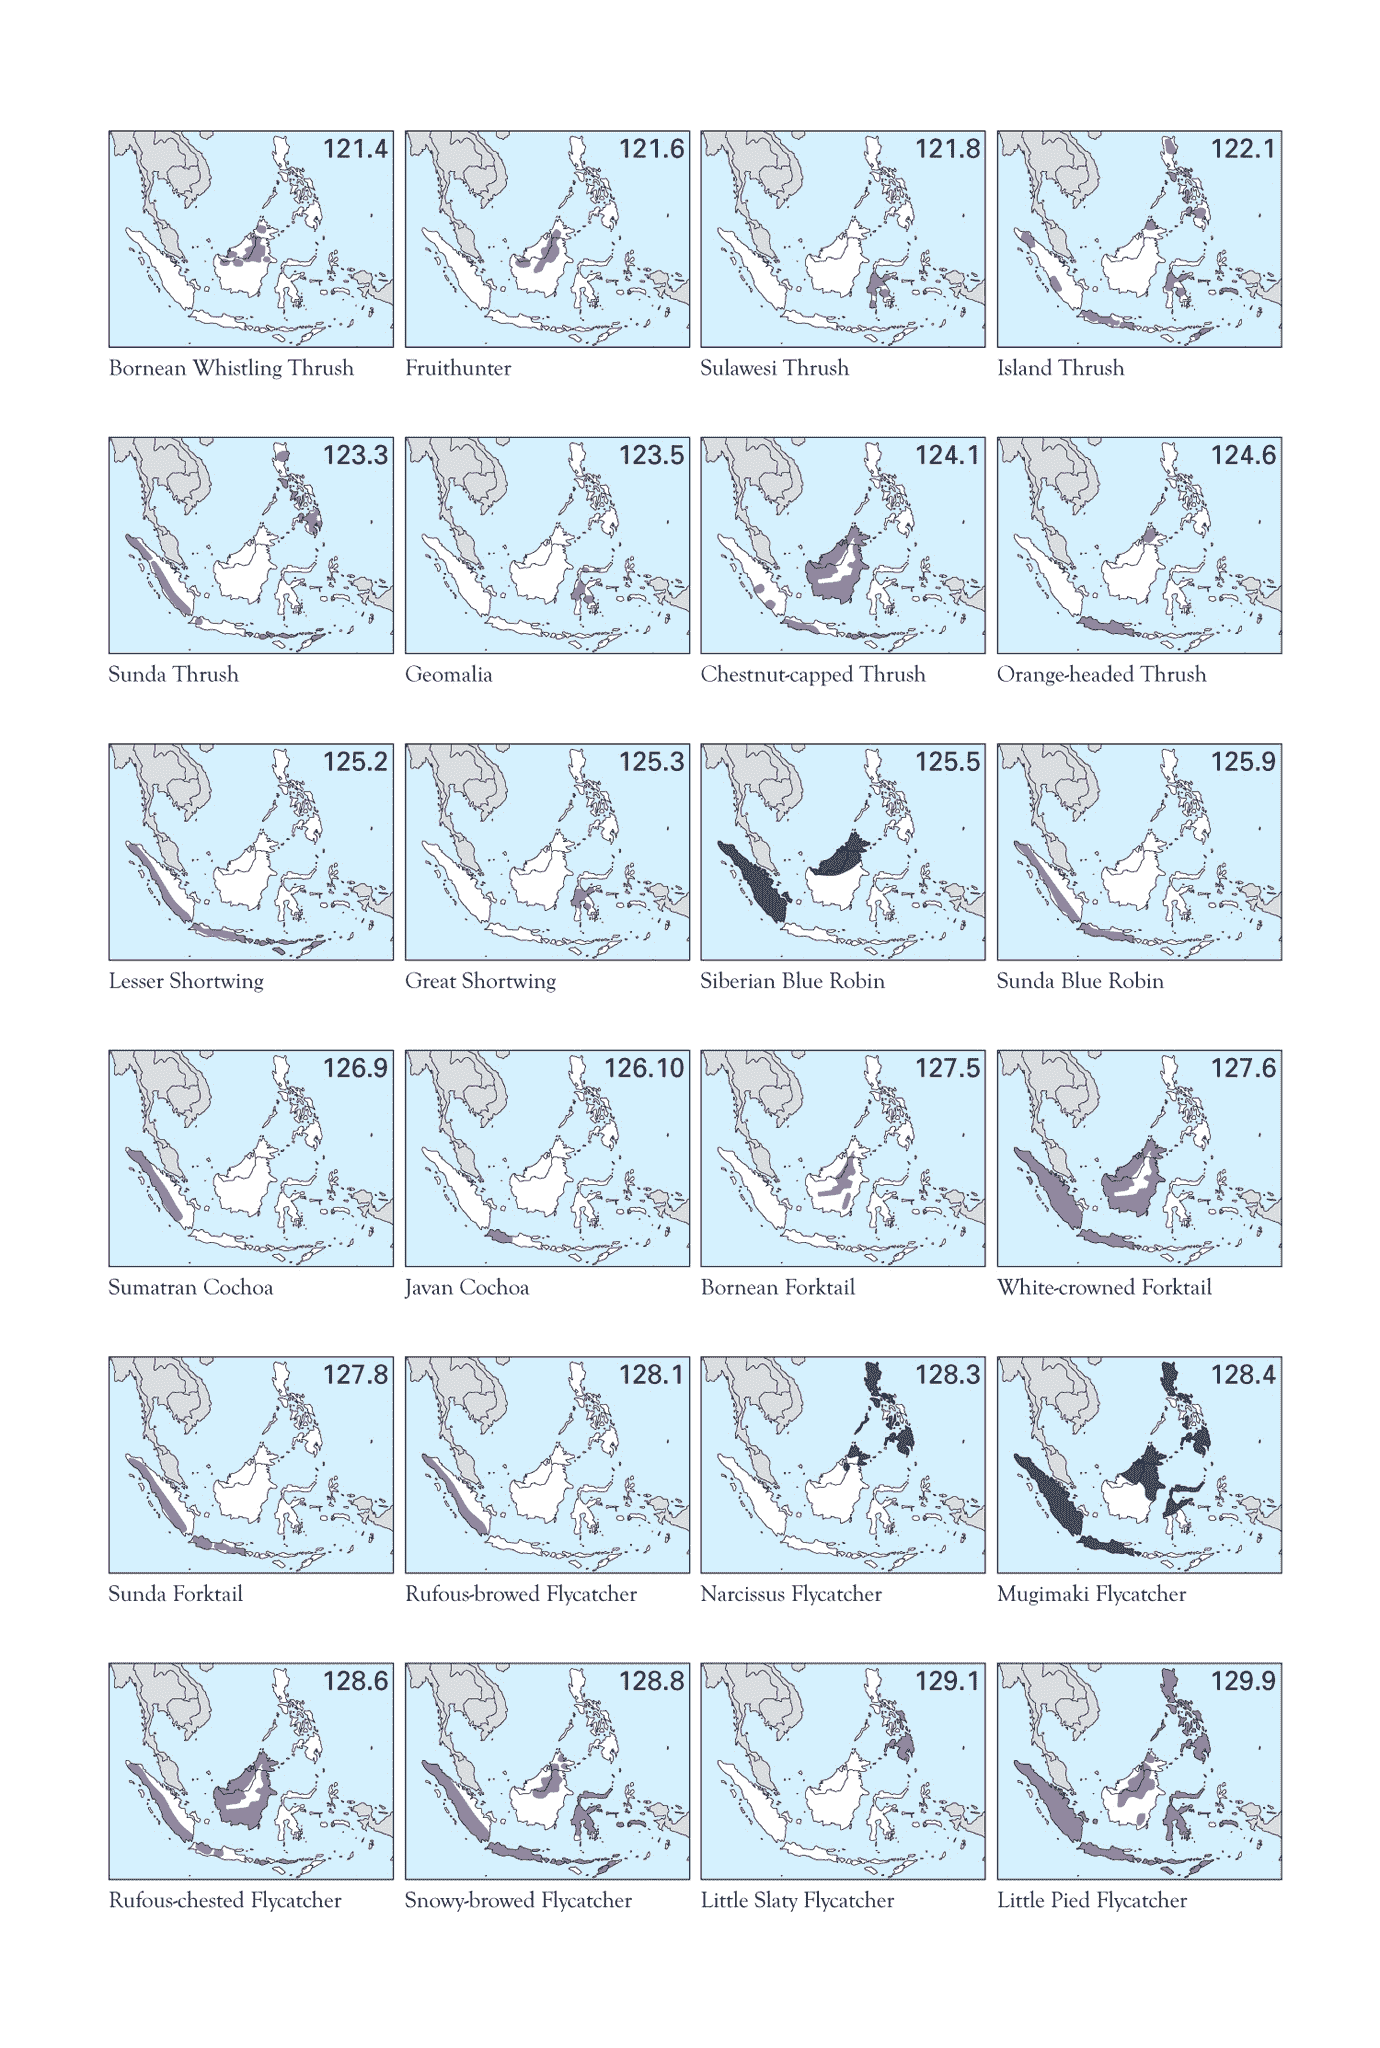 121.4 121.6 121.8 122.1
Bornean Whistling Thrush Fruithunter Sulawesi Thrush Island Thrush
123.3 123.5 124.1 124.6
Sunda Thrush Geomalia Chestnut-capped Thrush Orange-headed Thrush
125.2 125.3 125.5 125.9
Lesser Shortwing Great Shortwing Siberian Blue Robin Sunda Blue Robin
126.9 126.10 127.5 127.6
Sumatran Cochoa Javan Cochoa Bornean Forktail White-crowned Forktail
127.8 128.1 128.3 128.4
Sunda Forktail Rufous-browed Flycatcher Narcissus Flycatcher Mugimaki Flycatcher
128.6 128.8 129.1 129.9
Rufous-chested Flycatcher Snowy-browed Flycatcher Little Slaty Flycatcher Little Pied Flycatcher